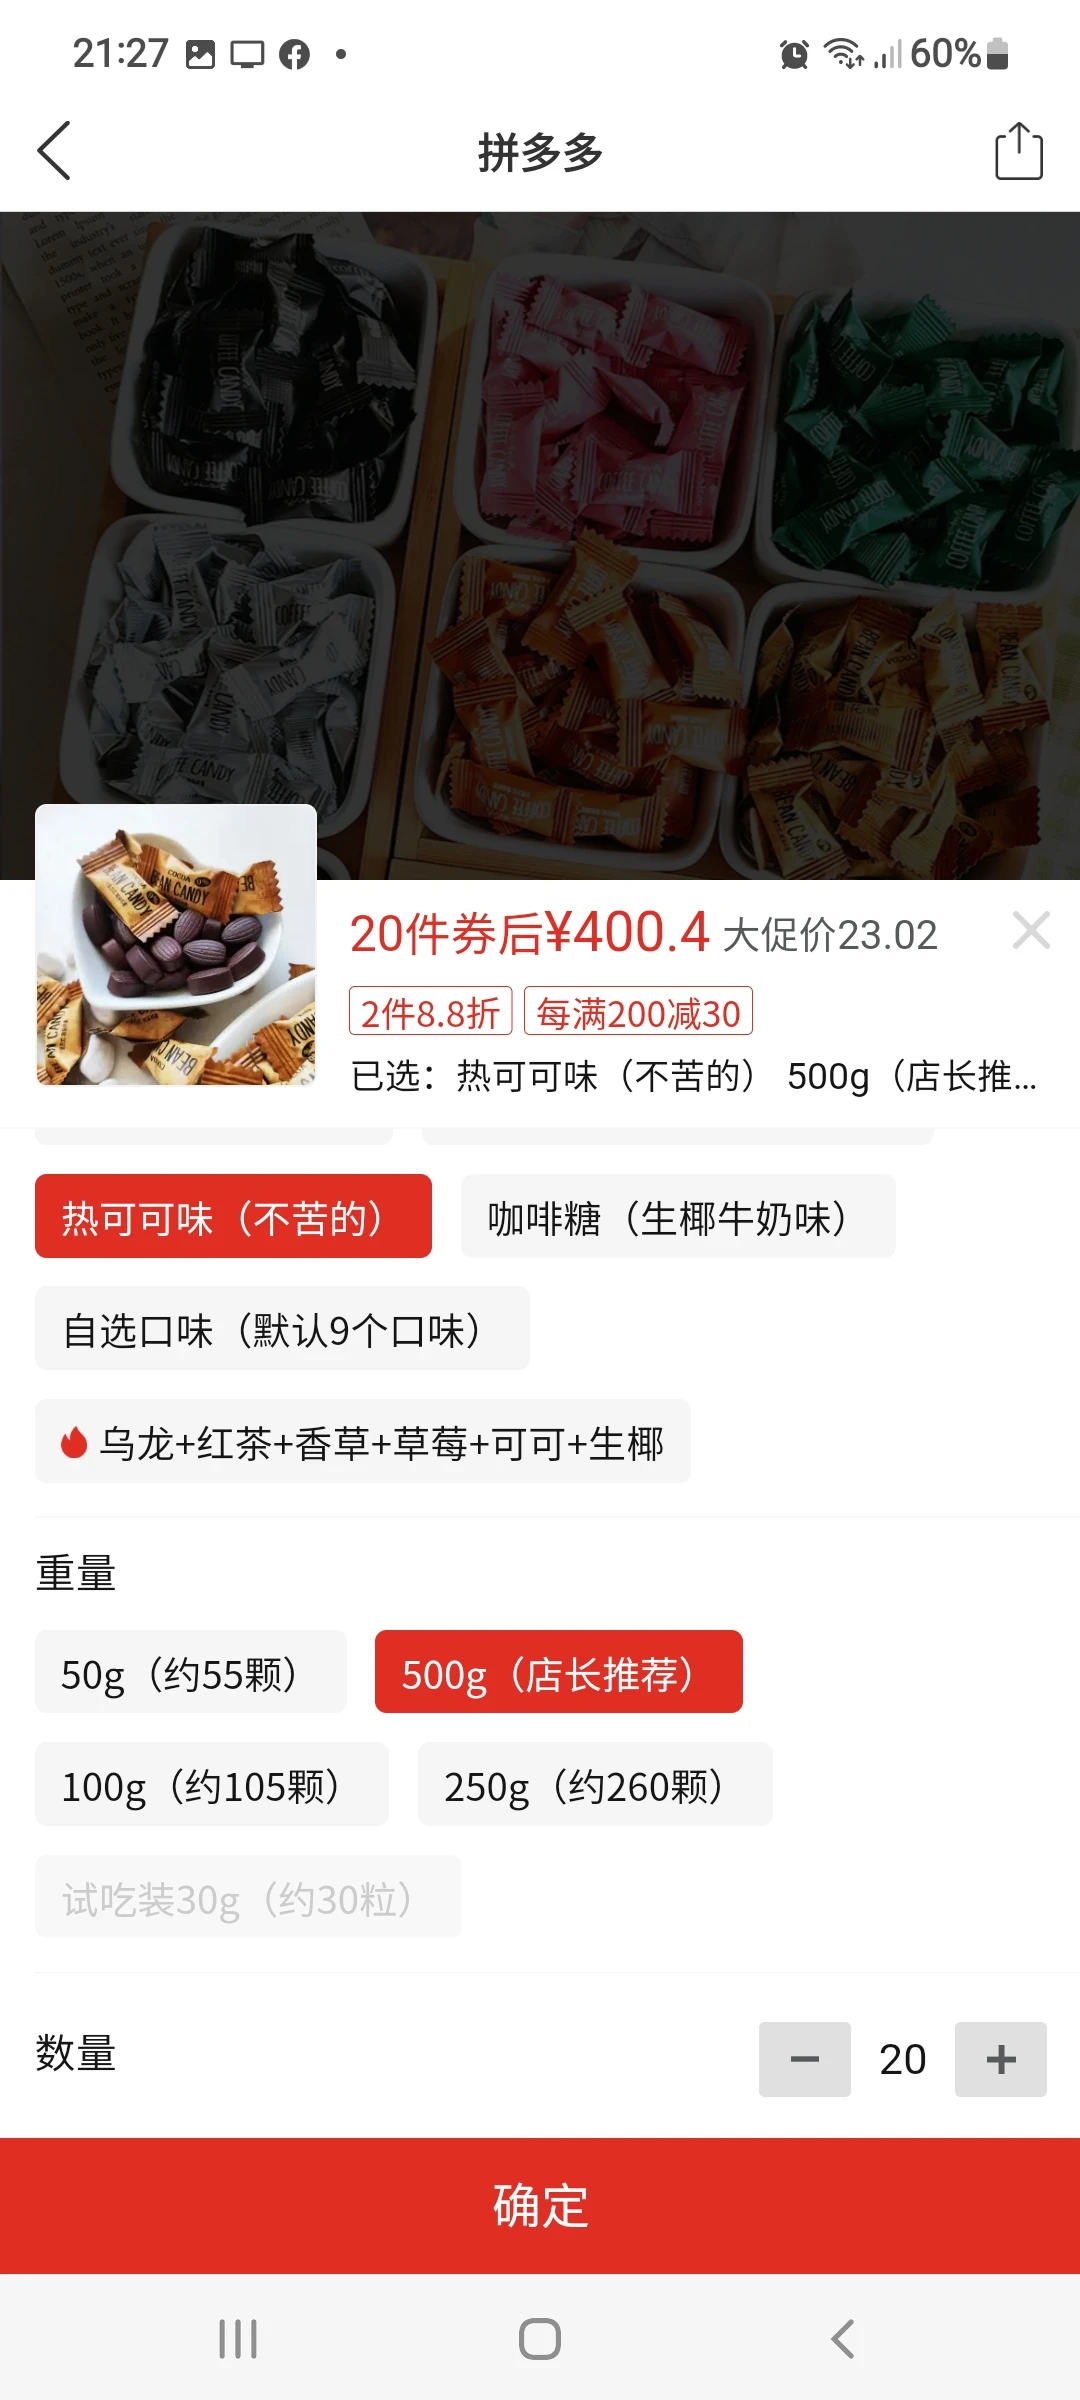 21:27
60%
拼多多
20件券后¥400.4 大促价23.02
2件8.8折 每满200减30
已选：热可可味（不苦的） 500g（店长推...
热可可味（不苦的）
咖啡糖（生椰牛奶味）
自选口味（默认9个口味）
乌龙+红茶+香草+草莓+可可+生椰
重量
50g（约55颗）
500g（店长推荐）
100g（约105颗）
250g（约260颗）
试吃装30g（约30粒）
数量
20
确定